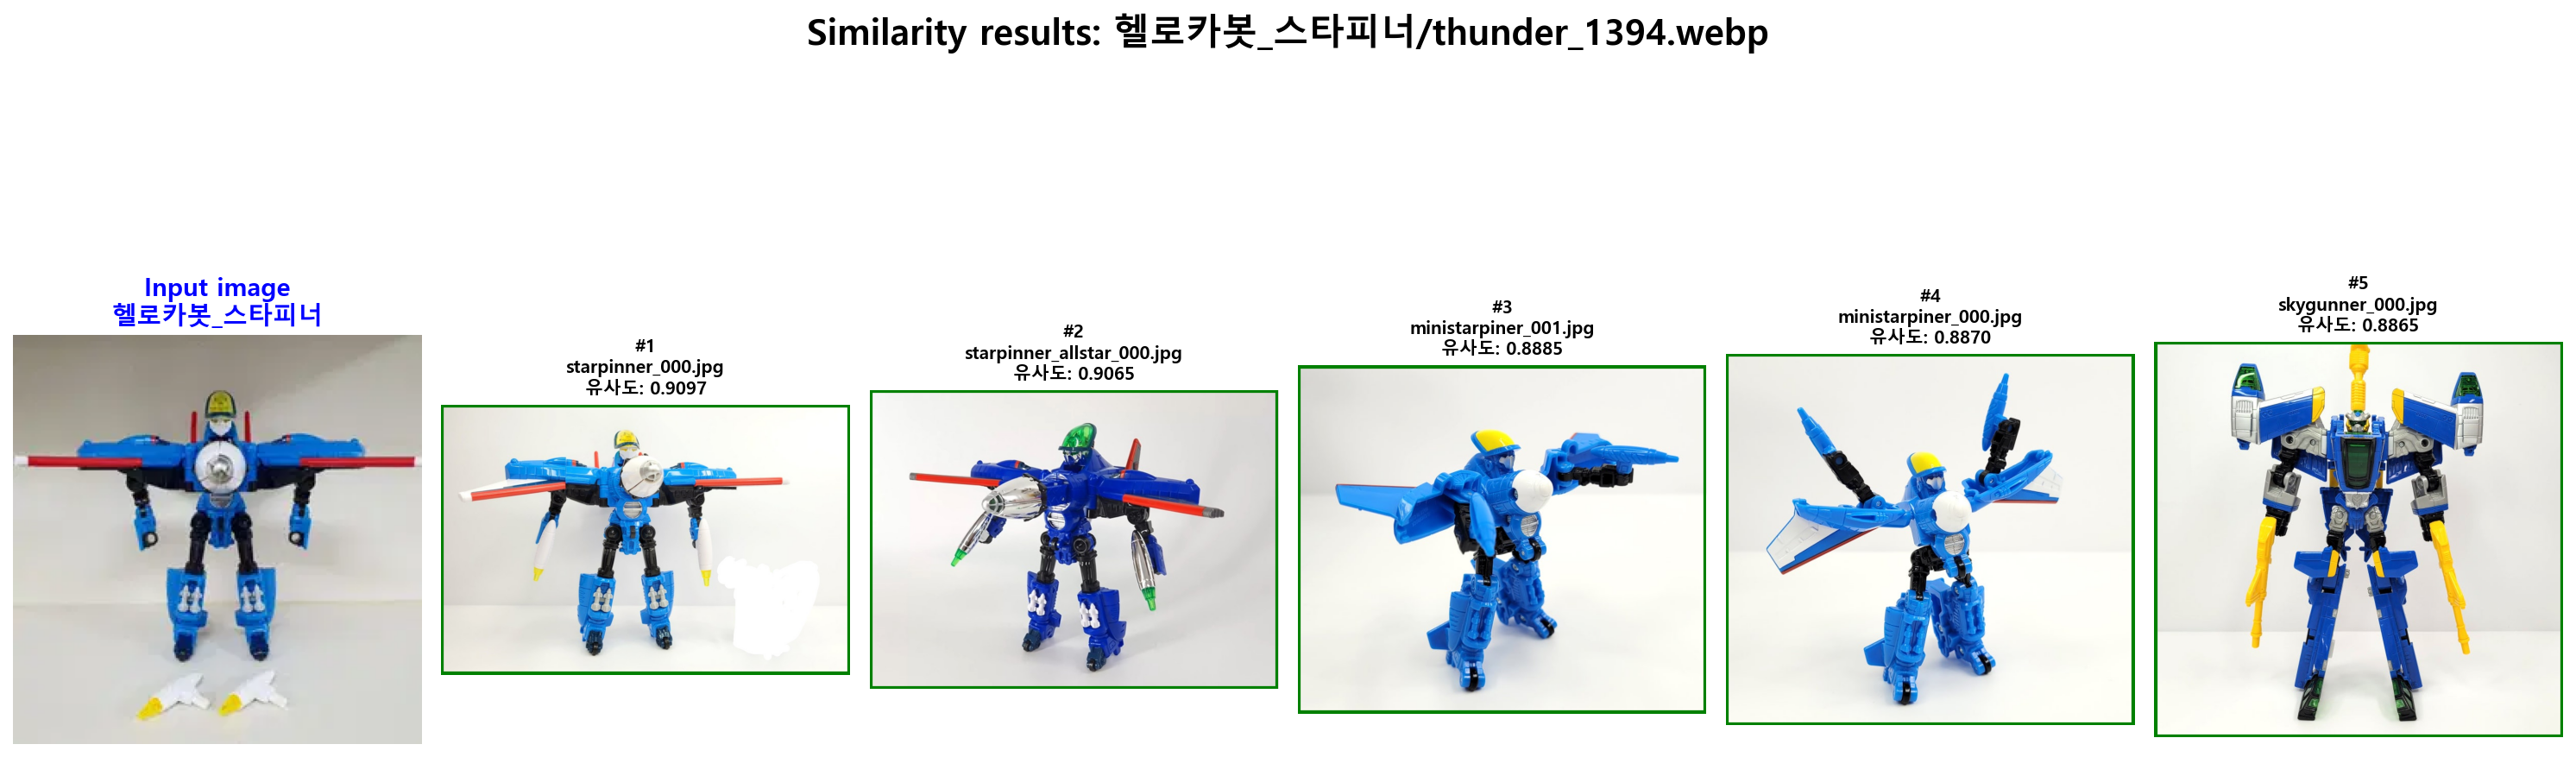 Similarity results: 헬로카봇_스타피너/thunder_1394.webp
Input image
헬로카봇_스타피너
#1
starpinner_000.jpg
유사도: 0.9097
#2
starpinner_allstar_000.jpg
유사도: 0.9065
#3
ministarpiner_001.jpg
유사도: 0.8885
#4
ministarpiner_000.jpg
유사도: 0.8870
#5
skygunner_000.jpg
유사도: 0.8865